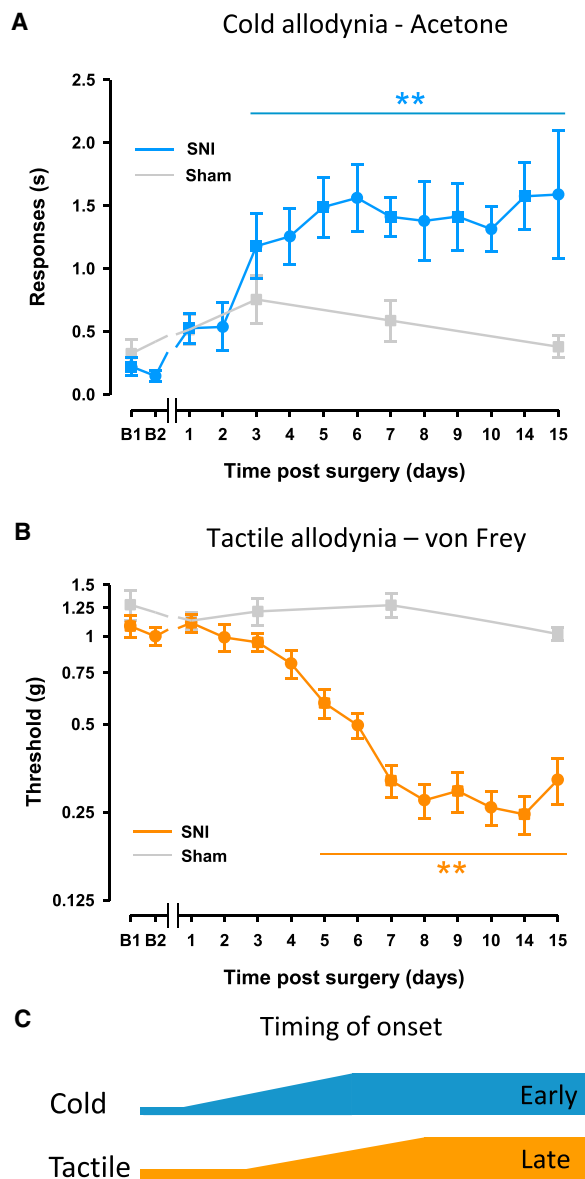 A
Cold allodynia - Acetone
Responses (s)
2.5
2.0
1.5
1.0
0.5
0.0
**
SNI
Sham
B1 B2 1 2 3 4 5 6 7 8 9 10 14 15
Time post surgery (days)
B
Tactile allodynia – von Frey
Threshold (g)
1.5
1.25
1
0.75
0.5
0.25
0.125
SNI
Sham
**
B1 B2 1 2 3 4 5 6 7 8 9 10 14 15
Time post surgery (days)
C
Timing of onset
Cold Early
Tactile Late